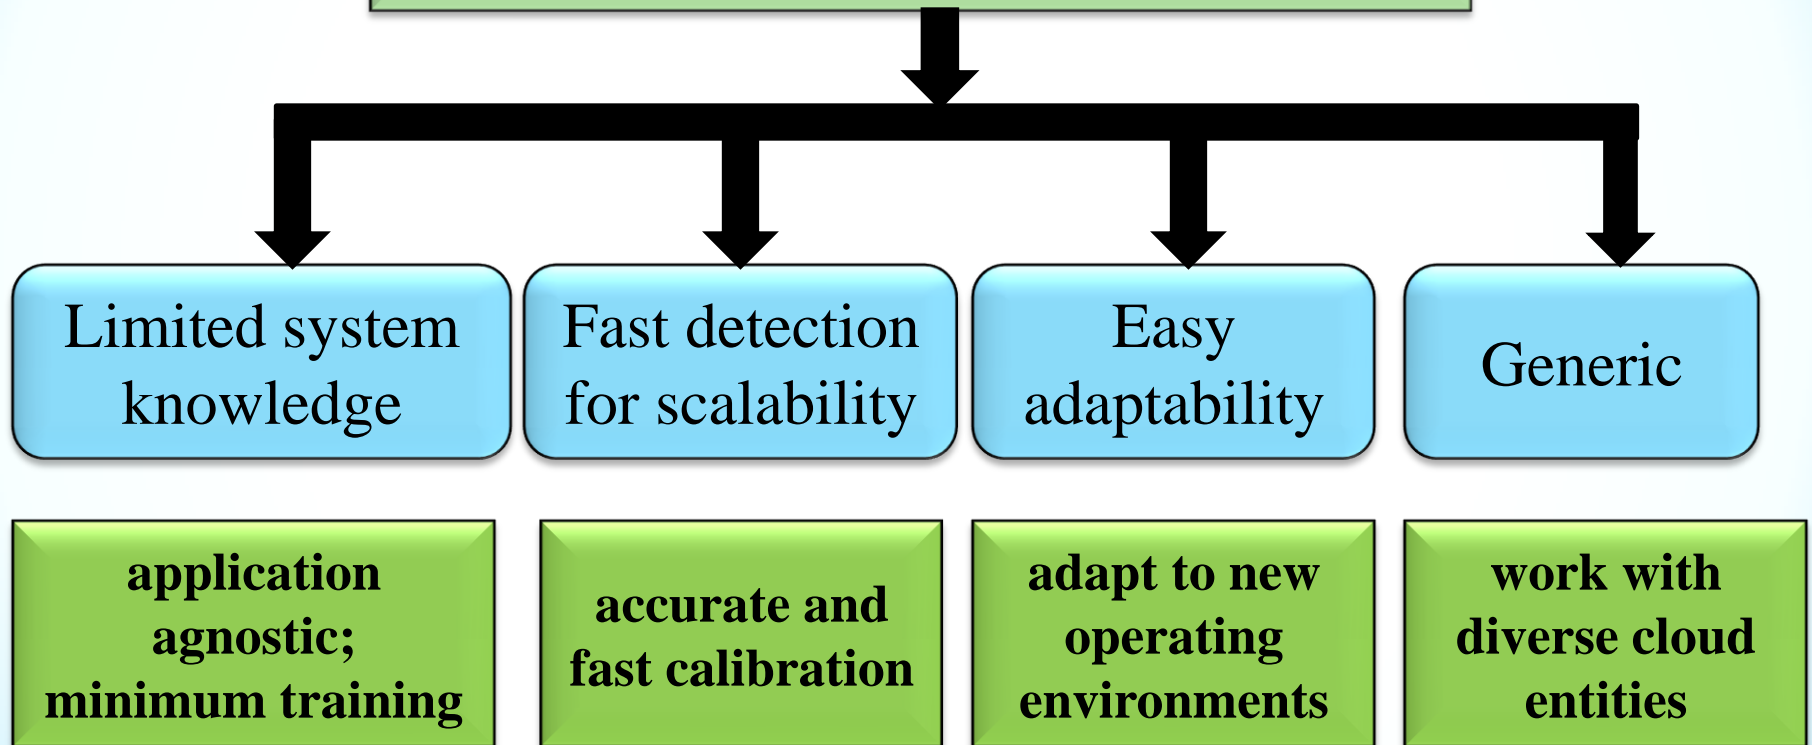 Limited system
knowledge
Fast detection
for scalability
Easy
adaptability
Generic
application
agnostic;
minimum training
accurate and
fast calibration
adapt to new
operating
environments
work with
diverse cloud
entities